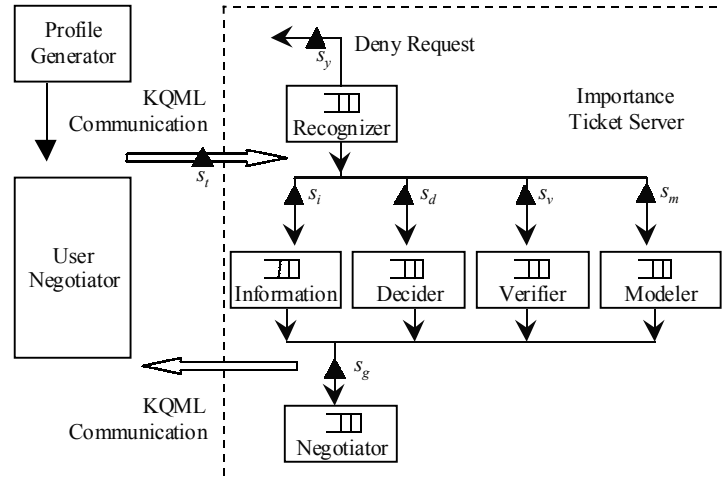 Profile
Generator
Deny Request
s_y
KQML
Communication
Recognizer
Importance
Ticket Server
s_t
s_i
s_d
s_v
s_m
User
Negotiator
Information
Decider
Verifier
Modeler
s_g
KQML
Communication
Negotiator